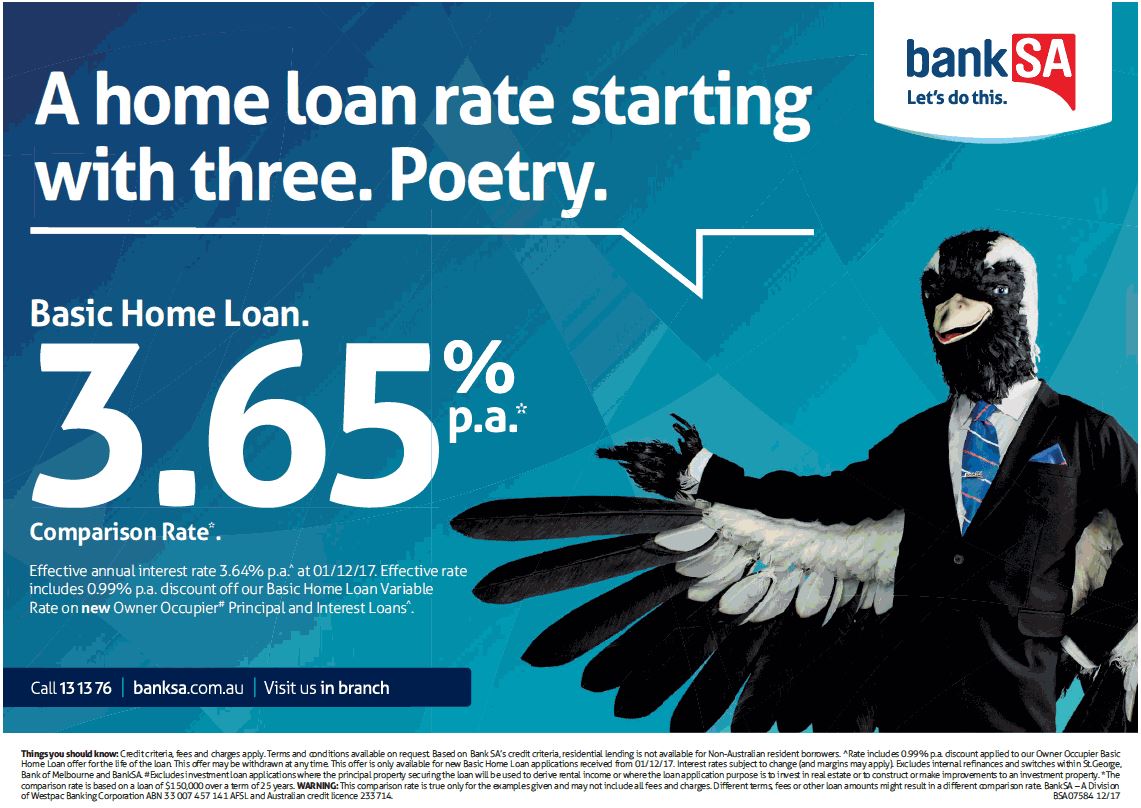 bankSA
Let's do this.
A home loan rate starting
with three. Poetry.
Basic Home Loan.
3.65% p.a.*
Comparison Rate*.
Effective annual interest rate 3.64% p.a.^ at 01/12/17. Effective rate
includes 0.99% p.a. discount off our Basic Home Loan Variable
Rate on new Owner Occupier# Principal and Interest Loans^.
Call 13 13 76 | banksa.com.au | Visit us in branch
Things you should know: Credit criteria, fees and charges apply. Terms and conditions available on request. Based on Bank SA's credit criteria, residential lending is not available for Non-Australian resident borrowers. ^Rate includes 0.99% p.a. discount applied to our Owner Occupier Basic
Home Loan offer for the life of the loan. This offer may be withdrawn at any time. This offer is only available for new Basic Home Loan applications received from 01/12/17. Interest rates subject to change (and margins may apply). Excludes internal refinances and switches within St.George,
Bank of Melbourne and BankSA. #Excludes investment loan applications where the principal property securing the loan will be used to derive rental income or where the loan application purpose is to invest in real estate or to construct or make improvements to an investment property. *The
comparison rate is based on a loan of $150,000 over a term of 25 years. WARNING: This comparison rate is true only for the examples given and may not include all fees and charges. Different terms, fees or other loan amounts might result in a different comparison rate. BankSA – A Division
of Westpac Banking Corporation ABN 33 007 457 141 AFSL and Australian credit licence 233714.
BSA07584 12/17